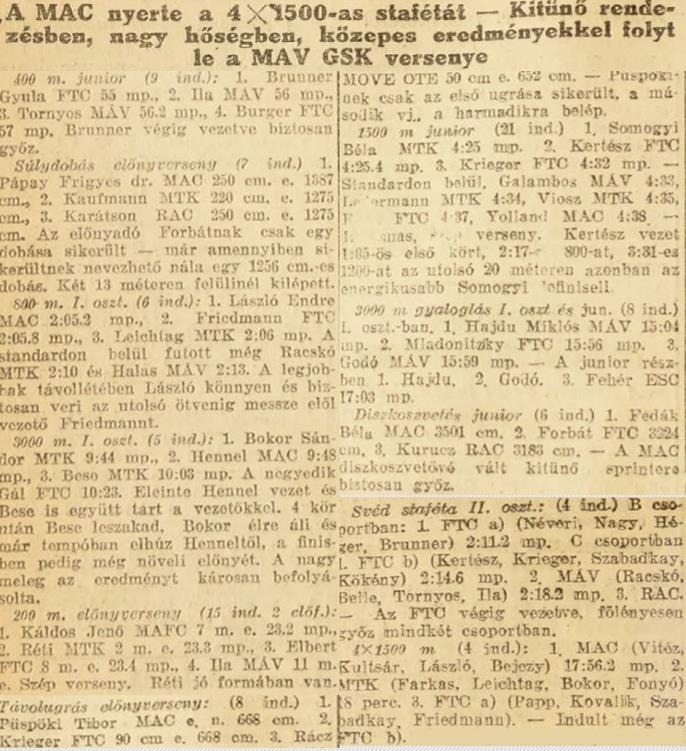 A MAC nyerte a 4×1500-as stafétát — Kitünő rende-
zésben, nagy hőségben, közepes eredményekkel folyt
le a MAV GSK versenye
400 m. junior (9 ind.): 1. Brunner
Gyula FTC 55 mp., 2. Ila MÁV 56 mp.,
3. Tornyos MÁV 56.2 mp., 4. Burger FTC
57 mp. Brunner végig vezetve biztosan
győz.
Súlydobás előnyverseny (7 ind.) 1.
Pápay Frigyes dr. MAC 250 cm. e. 1387
cm., 2. Kaufmann MTK 220 cm. e. 1275
cm., 3. Karátson RAC 250 cm. e. 1275
cm. Az előnyadó Forbátnak csak egy
dobása sikerült — már amennyiben si-
kerültnek nevezhető nála egy 1256 cm.-es
dobás. Két 13 méteren felülinél kilépett.
800 m. I. oszt. (6 ind.): 1. László Endre
MAC 2:05.2 mp., 2. Friedmann FTC
2:05.8 mp., 3. Leichtag MTK 2:06 mp. A
standardon belül futott még Racskó
MTK 2:10 és Halas MÁV 2:13. A legjob-
bak távollétében László könnyen és biz-
tosan veri az utolsó ötvenig messze elől
vezető Friedmannt.
3000 m. I. oszt. (5 ind.): 1. Bokor Sán-
dor MTK 9:44 mp., 2. Hennel MAC 9:48
mp., 3. Beso MTK 10:03 mp. A negyedik
Gál FTC 10:23. Eleinte Hennel vezet és
Bese is együtt tart a vezetőkkel. 4 kör
után Bese leszakad. Bokor élre áll és
már tempóban elhúz Henneltől, a finis-
ben pedig még növeli előnyét. A nagy
meleg az eredményt károsan befolyá-
solta.
200 m. előnyverseny (15 ind. 2 előf.):
1. Káldos Jenő MAFC 7 m. e. 23.2 mp.,
2. Réti MTK 2 m. e. 23.3 mp., 3. Elbert
FTC 8 m. e. 23.4 mp., 4. Ila MÁV 11 m.
e. Szép verseny. Réti jó formában van.
Távolugrás előnyverseny: (8 ind.) 1.
Püspöki Tibor MAC e. n. 668 cm. 2.
Krieger FTC 90 cm e. 668 cm. 3. Rácz
MOVE OTE 50 cm e. 652 cm. — Püspöki-
nek csak az első ugrása sikerült, a má-
sodik vj., a harmadikra belép.
1500 m junior (21 ind.) 1. Somogyi
Béla MTK 4:25 mp. 2. Kertész FTC
4:25.4 mp. 3. Krieger FTC 4:32 mp. —
Standardon belül. Galambos MÁV 4:33,
MTK 4:34, Viosz MTK 4:35,
FTC 4:37, Yolland MAC 4:38 —
verseny. Kertész vezet
1:05-ös első kört, 2:17- 800-at, 3:31-es
1200-at az utolsó 20 méteren azonban az
energikusabb Somogyi lefiniseli.
3000 m gyaloglás I. oszt és jun. (8 ind.)
I. oszt-ban. 1. Hajdu Miklós MÁV 15:04
mp. 2. Mladonitzky FTC 15:56 mp. 3.
Godó MÁV 15:59 mp. — A junior rész-
ben 1. Hajdu. 2. Godó. 3. Fehér ESC
17:03 mp.
Diszkoszvetés junior (6 ind.) 1. Fedák
Béla MAC 3501 cm. 2. Forbát FTC 3224
cm. 3. Kurucz RAC 3183 cm. — A MAC
diszkoszvetővé vált kitünő sprintere
biztosan győz.
Svéd staféta II. oszt.: (4 ind.) B cso-
portban: 1. FTC a) (Néveri, Nagy, Hé-
ger, Brunner) 2:11.2 mp. C csoportban
1. FTC b) (Kertész, Krieger, Szabadkay,
Kökény) 2:14.6 mp. 2. MÁV (Racskó,
Belle, Tornyos, Ila) 2:18.2 mp. 3. RAC.
— Az FTC végig vezetve, fölényesen
győz mindkét csoportban.
4×1500 m (4 ind.): 1. MAC (Vitéz,
Kultsár, László, Bejczy) 17:56.2 mp. 2.
MTK (Farkas, Leichtag, Bokor, Fonyó)
18 perc. 3. FTC a) (Papp, Kovallik, Sza-
badkay, Friedmann). — Indult még az
FTC b).